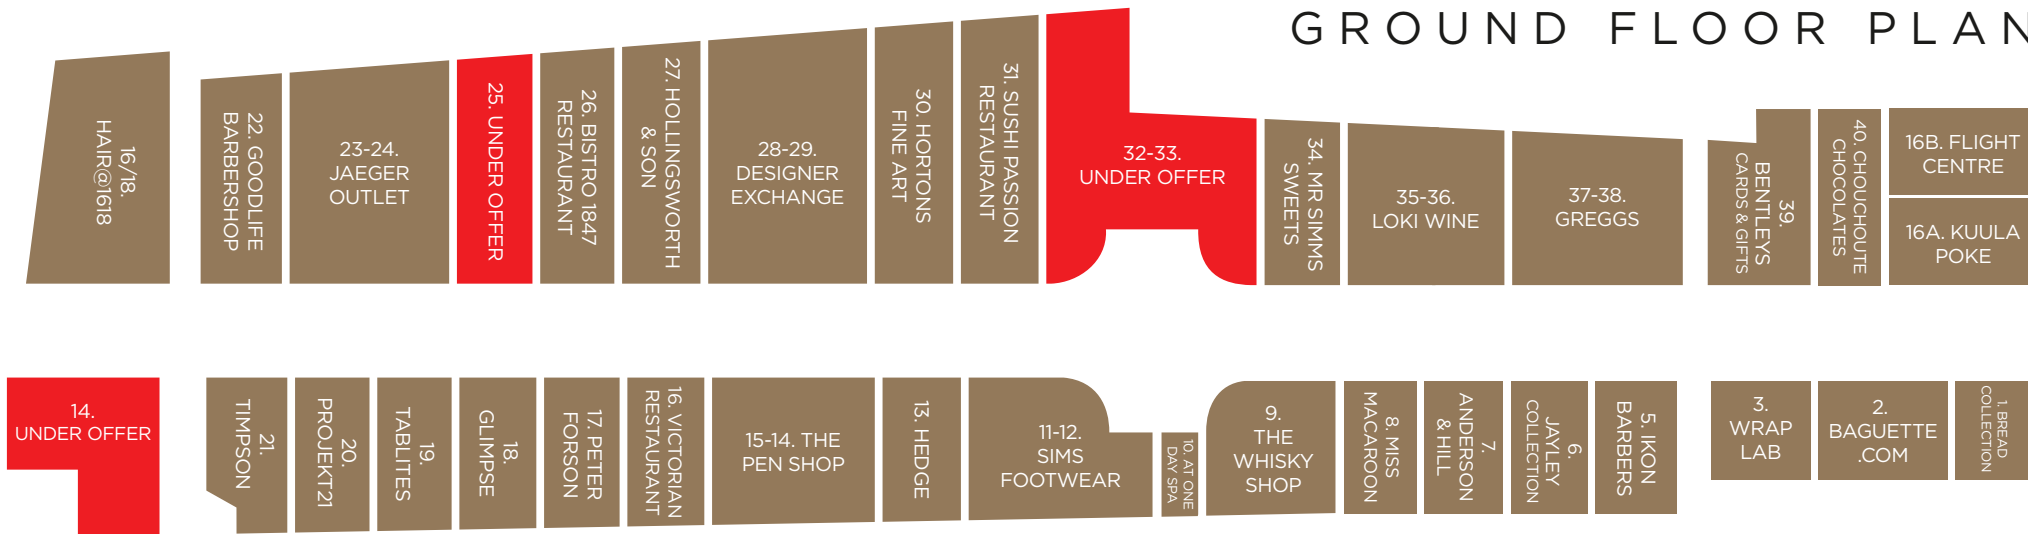 GROUND FLOOR PLAN
16/18.
HAIR@1618
22. GOODLIFE
BARBERSHOP
23-24.
JAEGER
OUTLET
25. UNDER OFFER
26. BISTRO 1847
RESTAURANT
27. HOLLINGSWORTH
& SON
28-29.
DESIGNER
EXCHANGE
30. HORTONS
FINE ART
31. SUSHI PASSION
RESTAURANT
32-33.
UNDER OFFER
34. MR SIMMS
SWEETS
35-36.
LOKI WINE
37-38.
GREGGS
39.
BENTLEYS
CARDS & GIFTS
40. CHOUCHOUTE
CHOCOLATES
16B. FLIGHT
CENTRE
16A. KUULA
POKE
14.
UNDER OFFER
21.
TIMPSON
20.
PROJEKT21
19.
TABLITES
18.
GLIMPSE
17. PETER
FORSON
16. VICTORIAN
RESTAURANT
15-14. THE
PEN SHOP
13. HEDGE
11-12.
SIMS
FOOTWEAR
10. AT ONE
DAY SPA
9.
THE
WHISKY
SHOP
8. MISS
MACAROON
7.
ANDERSON
& HILL
6.
JAYLEY
COLLECTION
5. IKON
BARBERS
3.
WRAP
LAB
2.
BAGUETTE
.COM
1. BREAD
COLLECTION